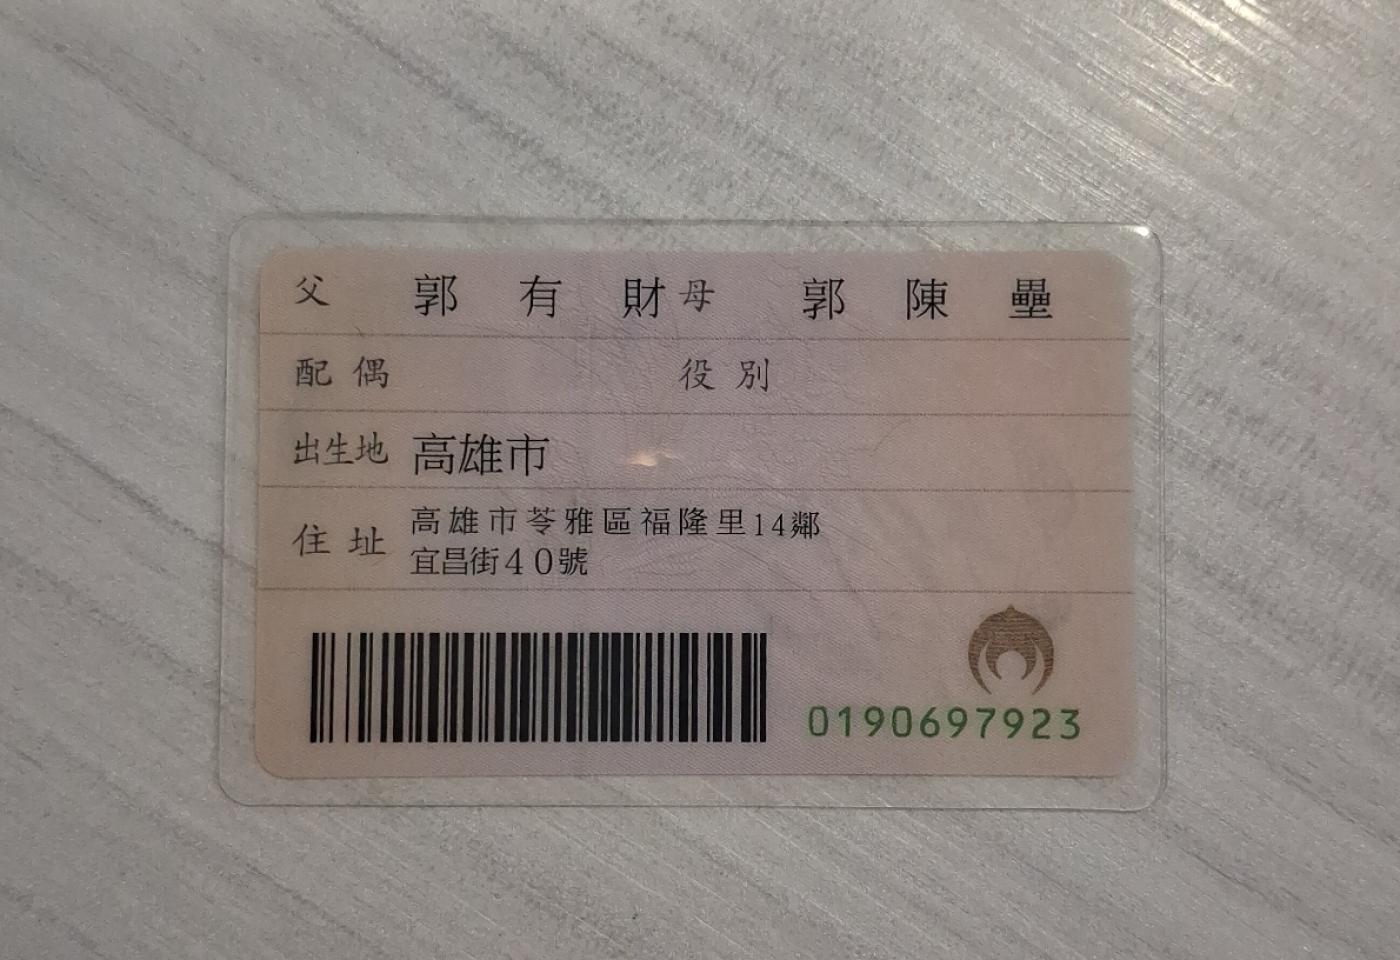 父 郭有財 母 郭陳壘
配偶 役別
出生地 高雄市
住址 高雄市苓雅區福隆里14鄰
宜昌街40號
0190697923